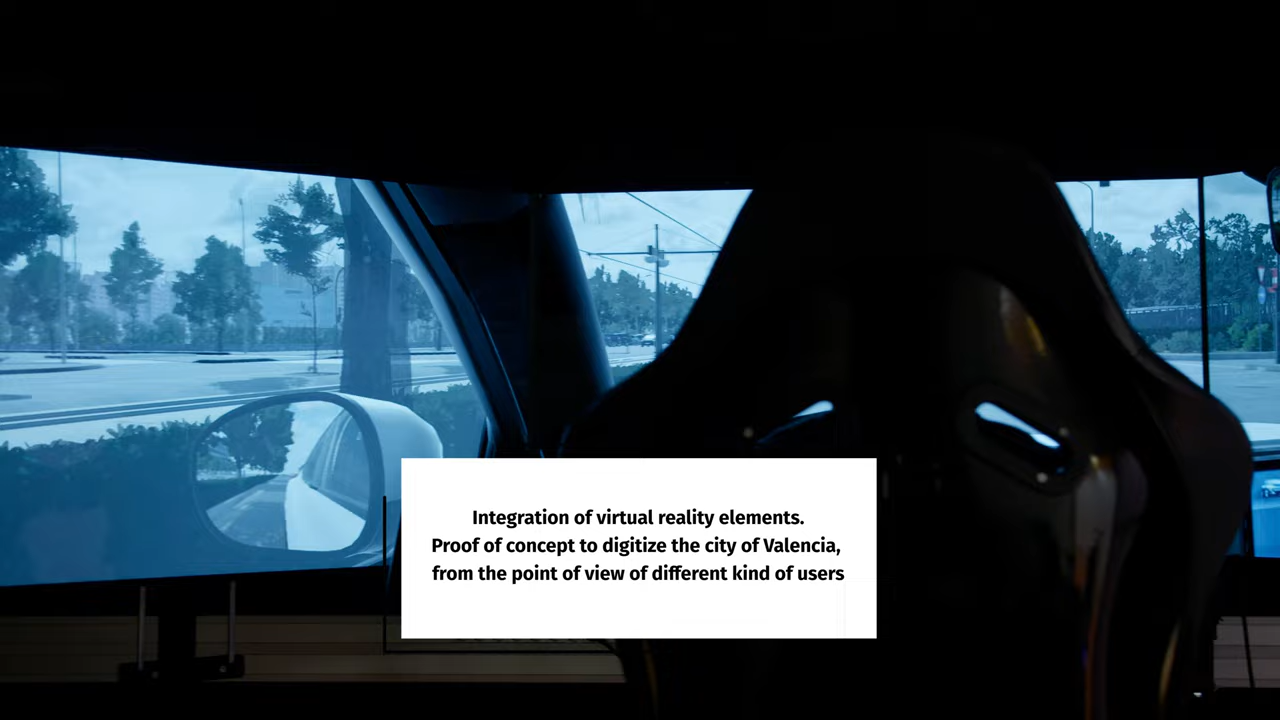 Integration of virtual reality elements.
Proof of concept to digitize the city of Valencia,
from the point of view of different kind of users